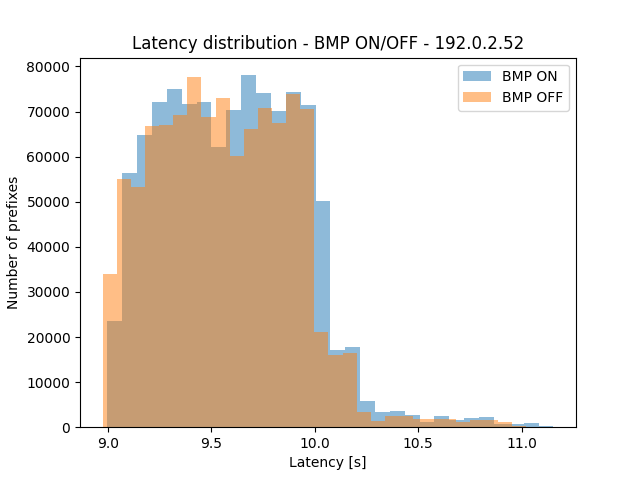 Latency distribution - BMP ON/OFF - 192.0.2.52
BMP ON
BMP OFF
80000
70000
60000
50000
40000
30000
20000
10000
0
Number of prefixes
9.0
9.5
10.0
10.5
11.0
Latency [s]